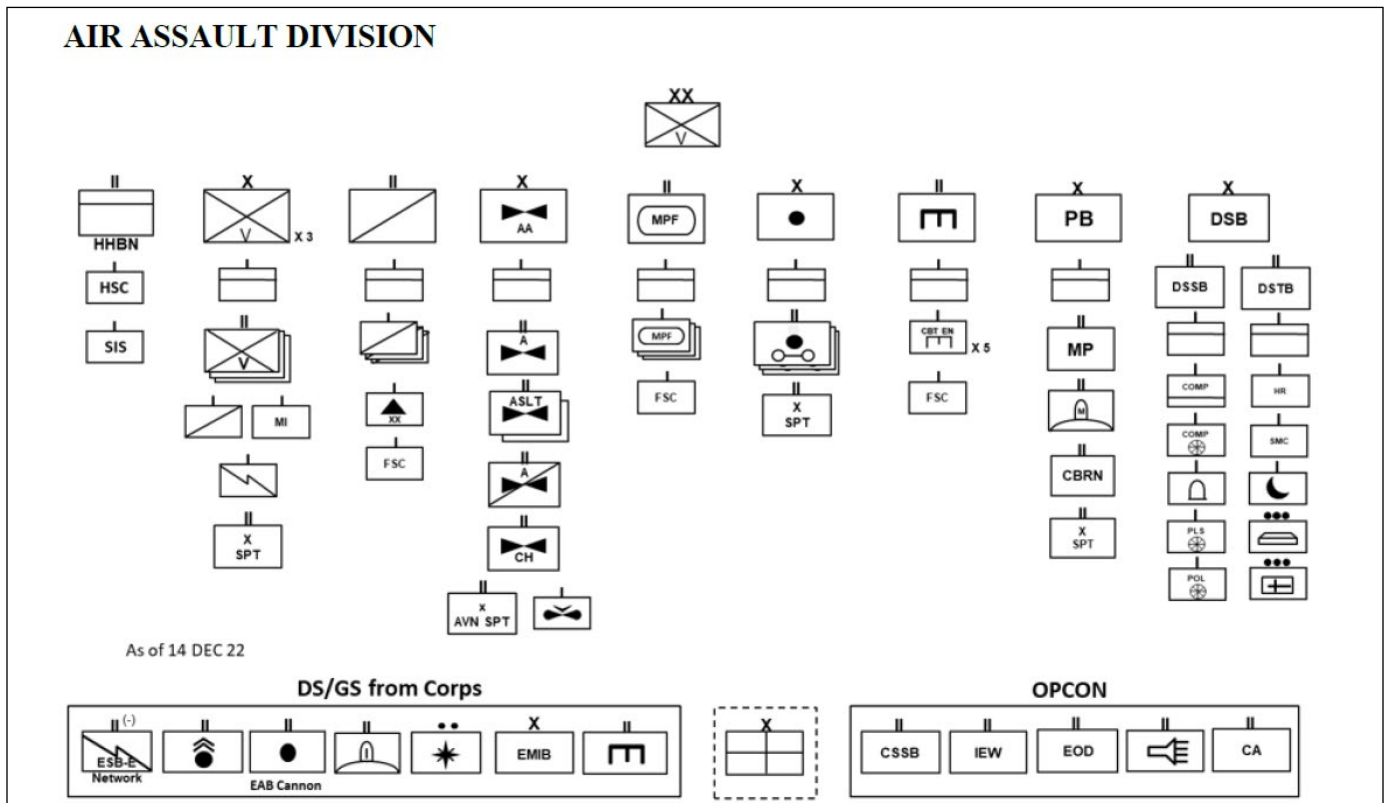 AIR ASSAULT DIVISION
XX
V
II
X
II
X
II
X
II
X
X
V
AA
MPF
PB
DSB
HHBN
X 3
I
I
I
I
I
I
I
I
II
II
HSC
DSSB
DSTB
I
II
I
II
I
II
I
II
I
I
SIS
V
A
MPF
CBT EN
X 5
MP
I
I
I
II
I
II
I
II
I
I
MI
XX
ASLT
FSC
X
SPT
FSC
M
COMP
HR
I
I
II
II
I
I
FSC
A
CBRN
COMP
SMC
II
II
II
I
I
X
SPT
CH
X
SPT
II
I
I
•••
x
AVN SPT
PLS
I
•••
POL
As of 14 DEC 22
DS/GS from Corps
OPCON
II (-)
II
II
II
••
X
II
X
II
II
II
II
II
ESB-E
I
EMIB
CSSB
IEW
EOD
CA
Network
EAB Cannon